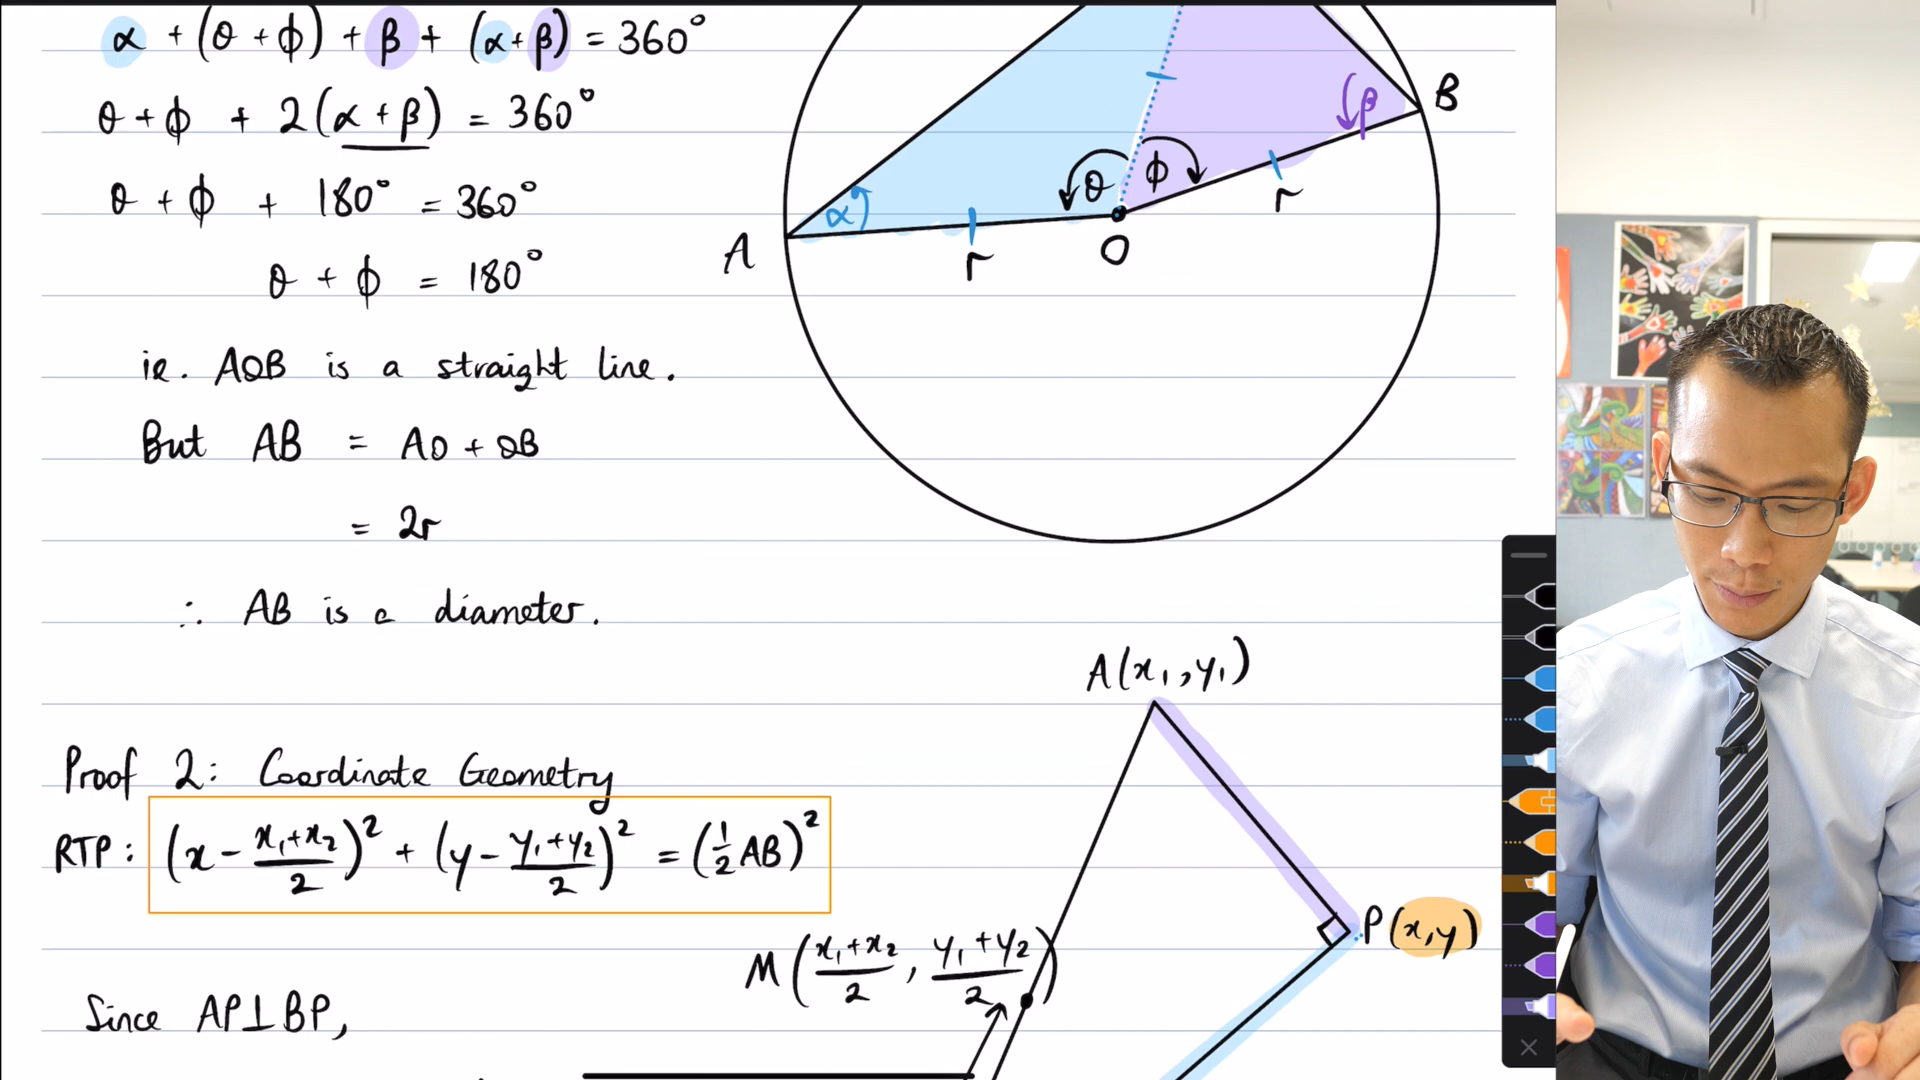 α + (θ + ϕ) + β + (α+β) = 360°
θ + ϕ + 2(α + β) = 360°
θ + ϕ + 180° = 360°
θ + ϕ = 180°
ie. AOB is a straight line.
But AB = AO + OB
= 2r
∴ AB is a diameter.
B
β
θ
ϕ
r
α
A
r
O
A(x₁,y₁)
Proof 2: Coordinate Geometry
RTP: (x - (x₁+x₂)/2)² + (y - (y₁+y₂)/2)² = (½AB)²
P(x,y)
M((x₁+x₂)/2, (y₁+y₂)/2)
Since AP⊥BP,